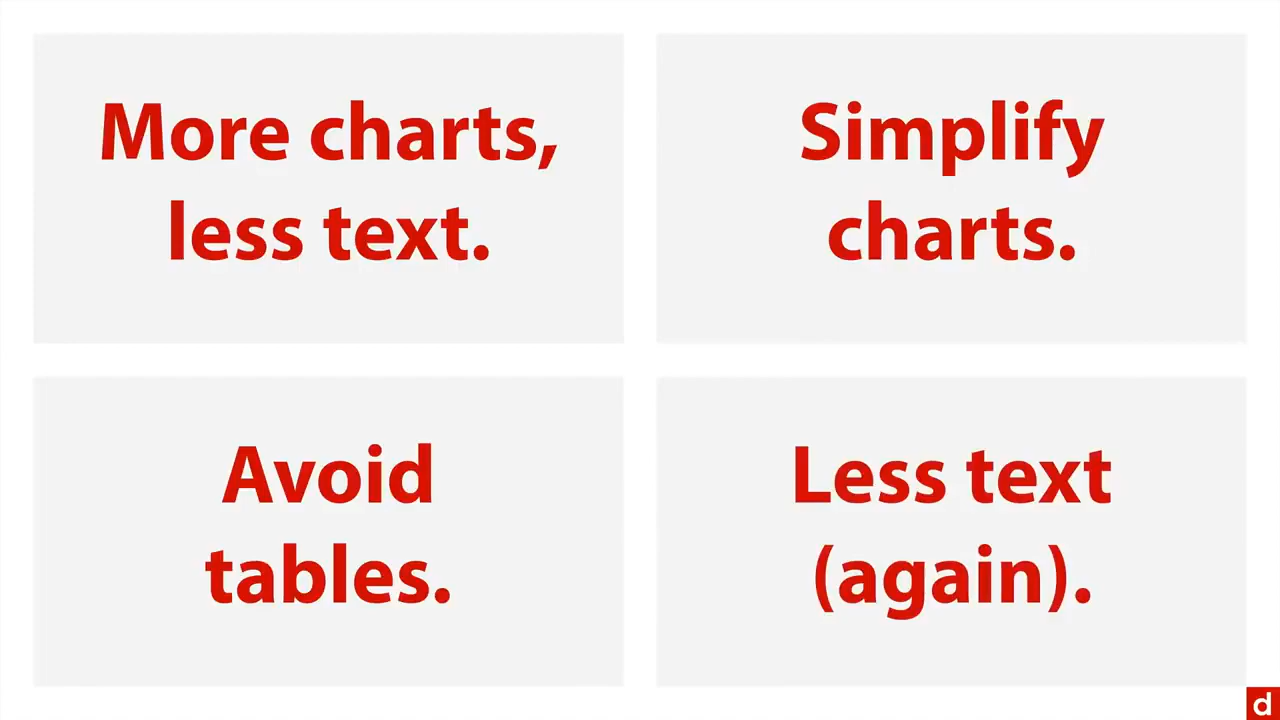 More charts,
less text.
Simplify
charts.
Avoid
tables.
Less text
(again).
d